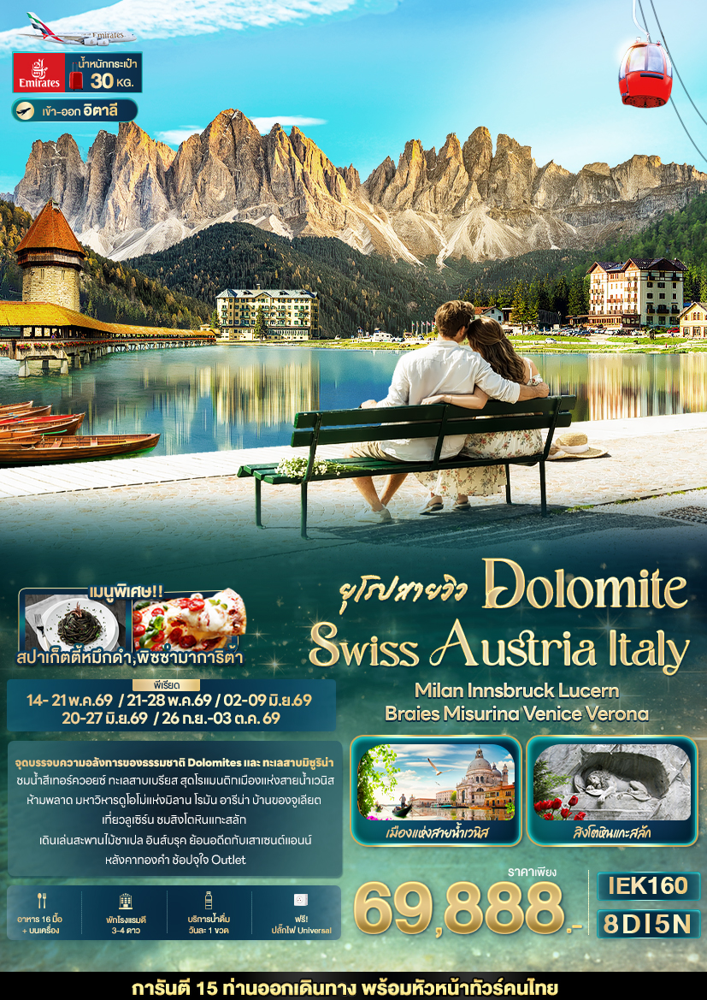 Emirates
Emirates
น้ำหนักกระเป๋า
30 KG.
เข้า-ออก อิตาลี
เมนูพิเศษ!!
สปาเก็ตตี้หมึกดำ,พิซซ่ามาการิต้า
ยุโรปสายวิว Dolomite
Swiss Austria Italy
Milan Innsbruck Lucern
Braies Misurina Venice Verona
พีเรียด
14- 21 พ.ค.69 / 21-28 พ.ค.69 / 02-09 มิ.ย.69
20-27 มิ.ย.69 / 26 ก.ย.-03 ต.ค. 69
จุดบรรจบความอลังการของธรรมชาติ Dolomites และ ทะเลสาบมิซูริน่า
ชมน้ำสีเทอร์ควอยซ์ ทะเลสาบเบรียส สุดโรแมนติกเมืองแห่งสายน้ำเวนิส
ห้ามพลาด มหาวิหารดูโอโม่แห่งมิลาน โรมัน อารีน่า บ้านของจูเลียต
เที่ยวลูเซิร์น ชมสิงโตหินแกะสลัก
เดินเล่นสะพานไม้ชาเปล อินส์บรุค ย้อนอดีตกับเสาเซนต์แอนน์
หลังคาทองคำ ช้อปจุใจ Outlet
เมืองแห่งสายน้ำเวนิส
สิงโตหินแกะสลัก
อาหาร 16 มื้อ
+ บนเครื่อง
พักโรงแรมดี
3-4 ดาว
บริการน้ำดื่ม
วันละ 1 ขวด
ฟรี!
ปลั๊กไฟ Universal
ราคาเพียง
69,888.-
IEK160
8D15N
การันตี 15 ท่านออกเดินทาง พร้อมหัวหน้าทัวร์คนไทย